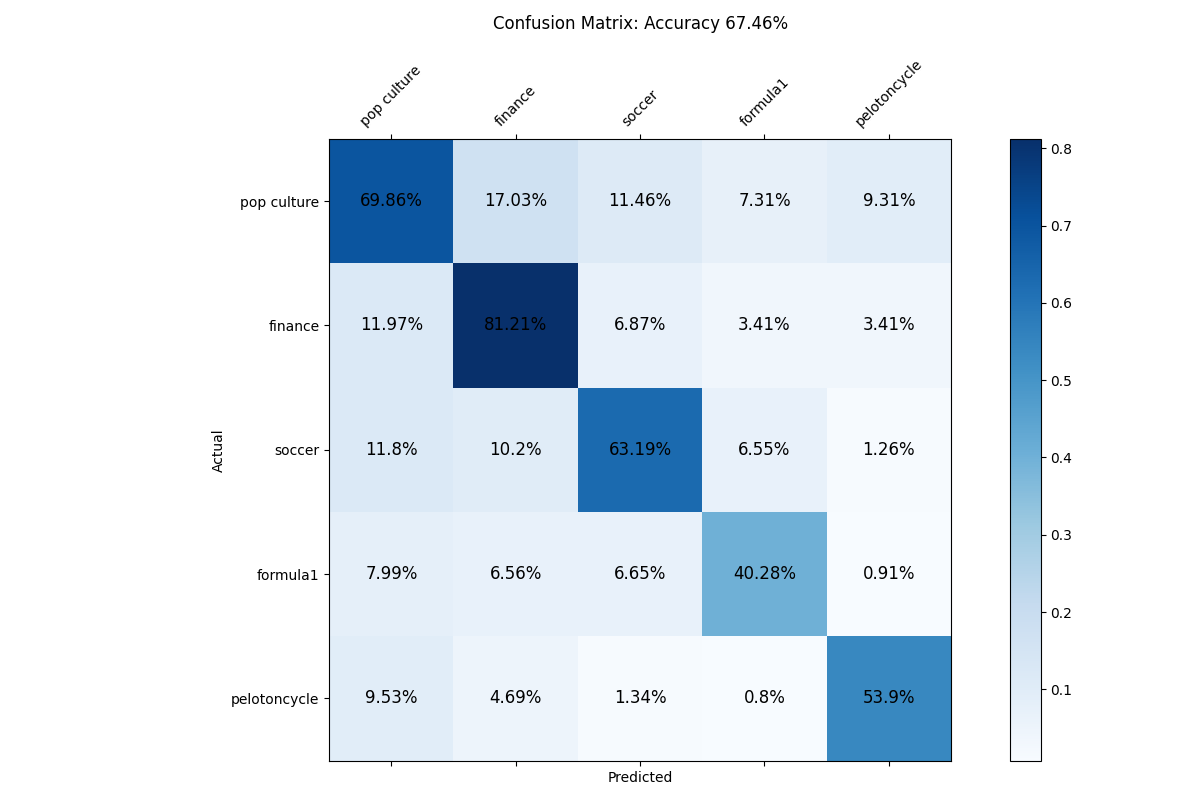 Confusion Matrix: Accuracy 67.46%
pop culture finance soccer formula1 pelotoncycle
pop culture 69.86% 17.03% 11.46% 7.31% 9.31%
finance 11.97% 81.21% 6.87% 3.41% 3.41%
soccer 11.8% 10.2% 63.19% 6.55% 1.26%
formula1 7.99% 6.56% 6.65% 40.28% 0.91%
pelotoncycle 9.53% 4.69% 1.34% 0.8% 53.9%
Actual
Predicted
0.8
0.7
0.6
0.5
0.4
0.3
0.2
0.1